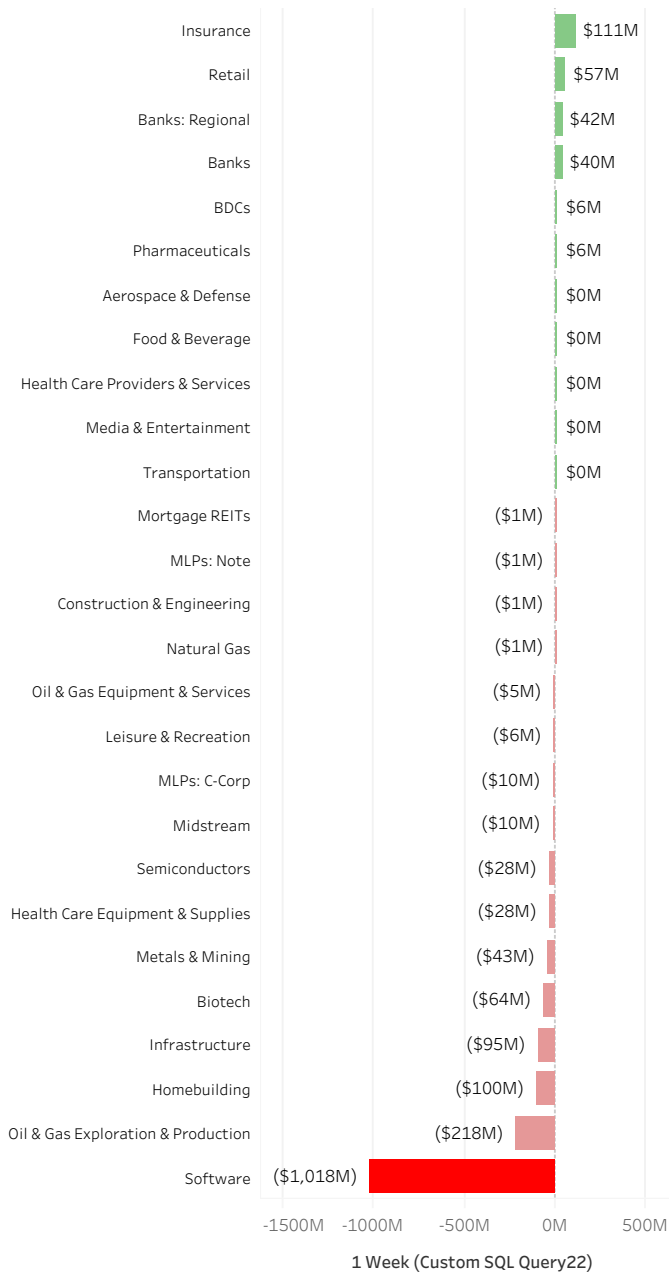 Insurance $111M
Retail $57M
Banks: Regional $42M
Banks $40M
BDCs $6M
Pharmaceuticals $6M
Aerospace & Defense $0M
Food & Beverage $0M
Health Care Providers & Services $0M
Media & Entertainment $0M
Transportation $0M
Mortgage REITs ($1M)
MLPs: Note ($1M)
Construction & Engineering ($1M)
Natural Gas ($1M)
Oil & Gas Equipment & Services ($5M)
Leisure & Recreation ($6M)
MLPs: C-Corp ($10M)
Midstream ($10M)
Semiconductors ($28M)
Health Care Equipment & Supplies ($28M)
Metals & Mining ($43M)
Biotech ($64M)
Infrastructure ($95M)
Homebuilding ($100M)
Oil & Gas Exploration & Production ($218M)
Software ($1,018M)
-1500M -1000M -500M 0M 500M
1 Week (Custom SQL Query22)